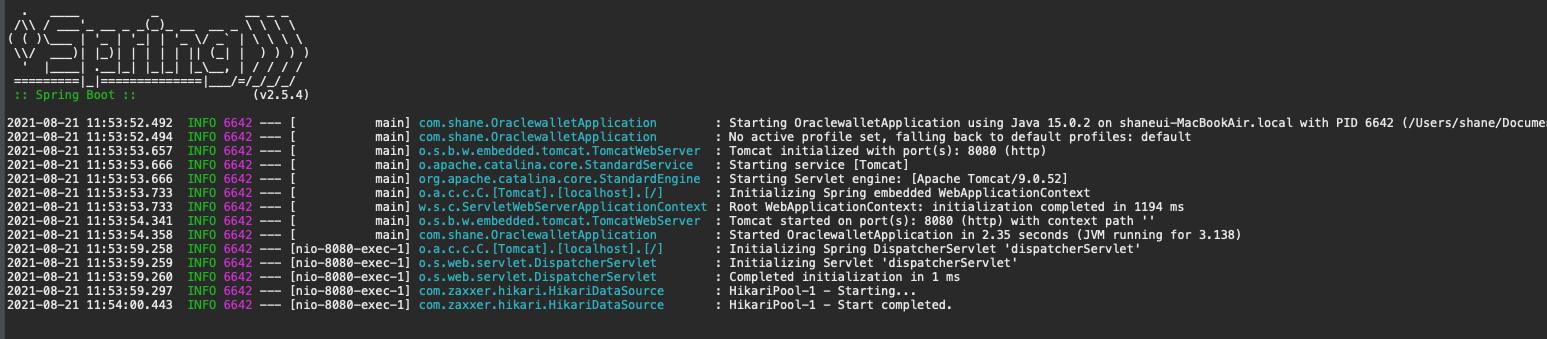 .   ____          _            __ _ _
 /\\ / ___'_ __ _ _(_)_ __  __ _ \ \ \ \
( ( )\___ | '_ | '_| | '_ \/ _` | \ \ \ \
 \\/  ___)| |_)| | | | | || (_| |  ) ) ) )
  '  |____| .__|_| |_|_| |_\__, | / / / /
 =========|_|==============|___/=/_/_/_/
 :: Spring Boot ::                (v2.5.4)

2021-08-21 11:53:52.492  INFO 6642 --- [           main] com.shane.OraclewalletApplication        : Starting OraclewalletApplication using Java 15.0.2 on shaneui-MacBookAir.local with PID 6642 (/Users/shane/Docume
2021-08-21 11:53:52.494  INFO 6642 --- [           main] com.shane.OraclewalletApplication        : No active profile set, falling back to default profiles: default
2021-08-21 11:53:53.657  INFO 6642 --- [           main] o.s.b.w.embedded.tomcat.TomcatWebServer  : Tomcat initialized with port(s): 8080 (http)
2021-08-21 11:53:53.666  INFO 6642 --- [           main] o.apache.catalina.core.StandardService   : Starting service [Tomcat]
2021-08-21 11:53:53.666  INFO 6642 --- [           main] org.apache.catalina.core.StandardEngine  : Starting Servlet engine: [Apache Tomcat/9.0.52]
2021-08-21 11:53:53.733  INFO 6642 --- [           main] o.a.c.c.C.[Tomcat].[localhost].[/]       : Initializing Spring embedded WebApplicationContext
2021-08-21 11:53:53.733  INFO 6642 --- [           main] w.s.c.ServletWebServerApplicationContext : Root WebApplicationContext: initialization completed in 1194 ms
2021-08-21 11:53:54.341  INFO 6642 --- [           main] o.s.b.w.embedded.tomcat.TomcatWebServer  : Tomcat started on port(s): 8080 (http) with context path ''
2021-08-21 11:53:54.358  INFO 6642 --- [           main] com.shane.OraclewalletApplication        : Started OraclewalletApplication in 2.35 seconds (JVM running for 3.138)
2021-08-21 11:53:59.258  INFO 6642 --- [nio-8080-exec-1] o.a.c.c.C.[Tomcat].[localhost].[/]       : Initializing Spring DispatcherServlet 'dispatcherServlet'
2021-08-21 11:53:59.259  INFO 6642 --- [nio-8080-exec-1] o.s.web.servlet.DispatcherServlet        : Initializing Servlet 'dispatcherServlet'
2021-08-21 11:53:59.260  INFO 6642 --- [nio-8080-exec-1] o.s.web.servlet.DispatcherServlet        : Completed initialization in 1 ms
2021-08-21 11:53:59.297  INFO 6642 --- [nio-8080-exec-1] com.zaxxer.hikari.HikariDataSource       : HikariPool-1 - Starting...
2021-08-21 11:54:00.443  INFO 6642 --- [nio-8080-exec-1] com.zaxxer.hikari.HikariDataSource       : HikariPool-1 - Start completed.